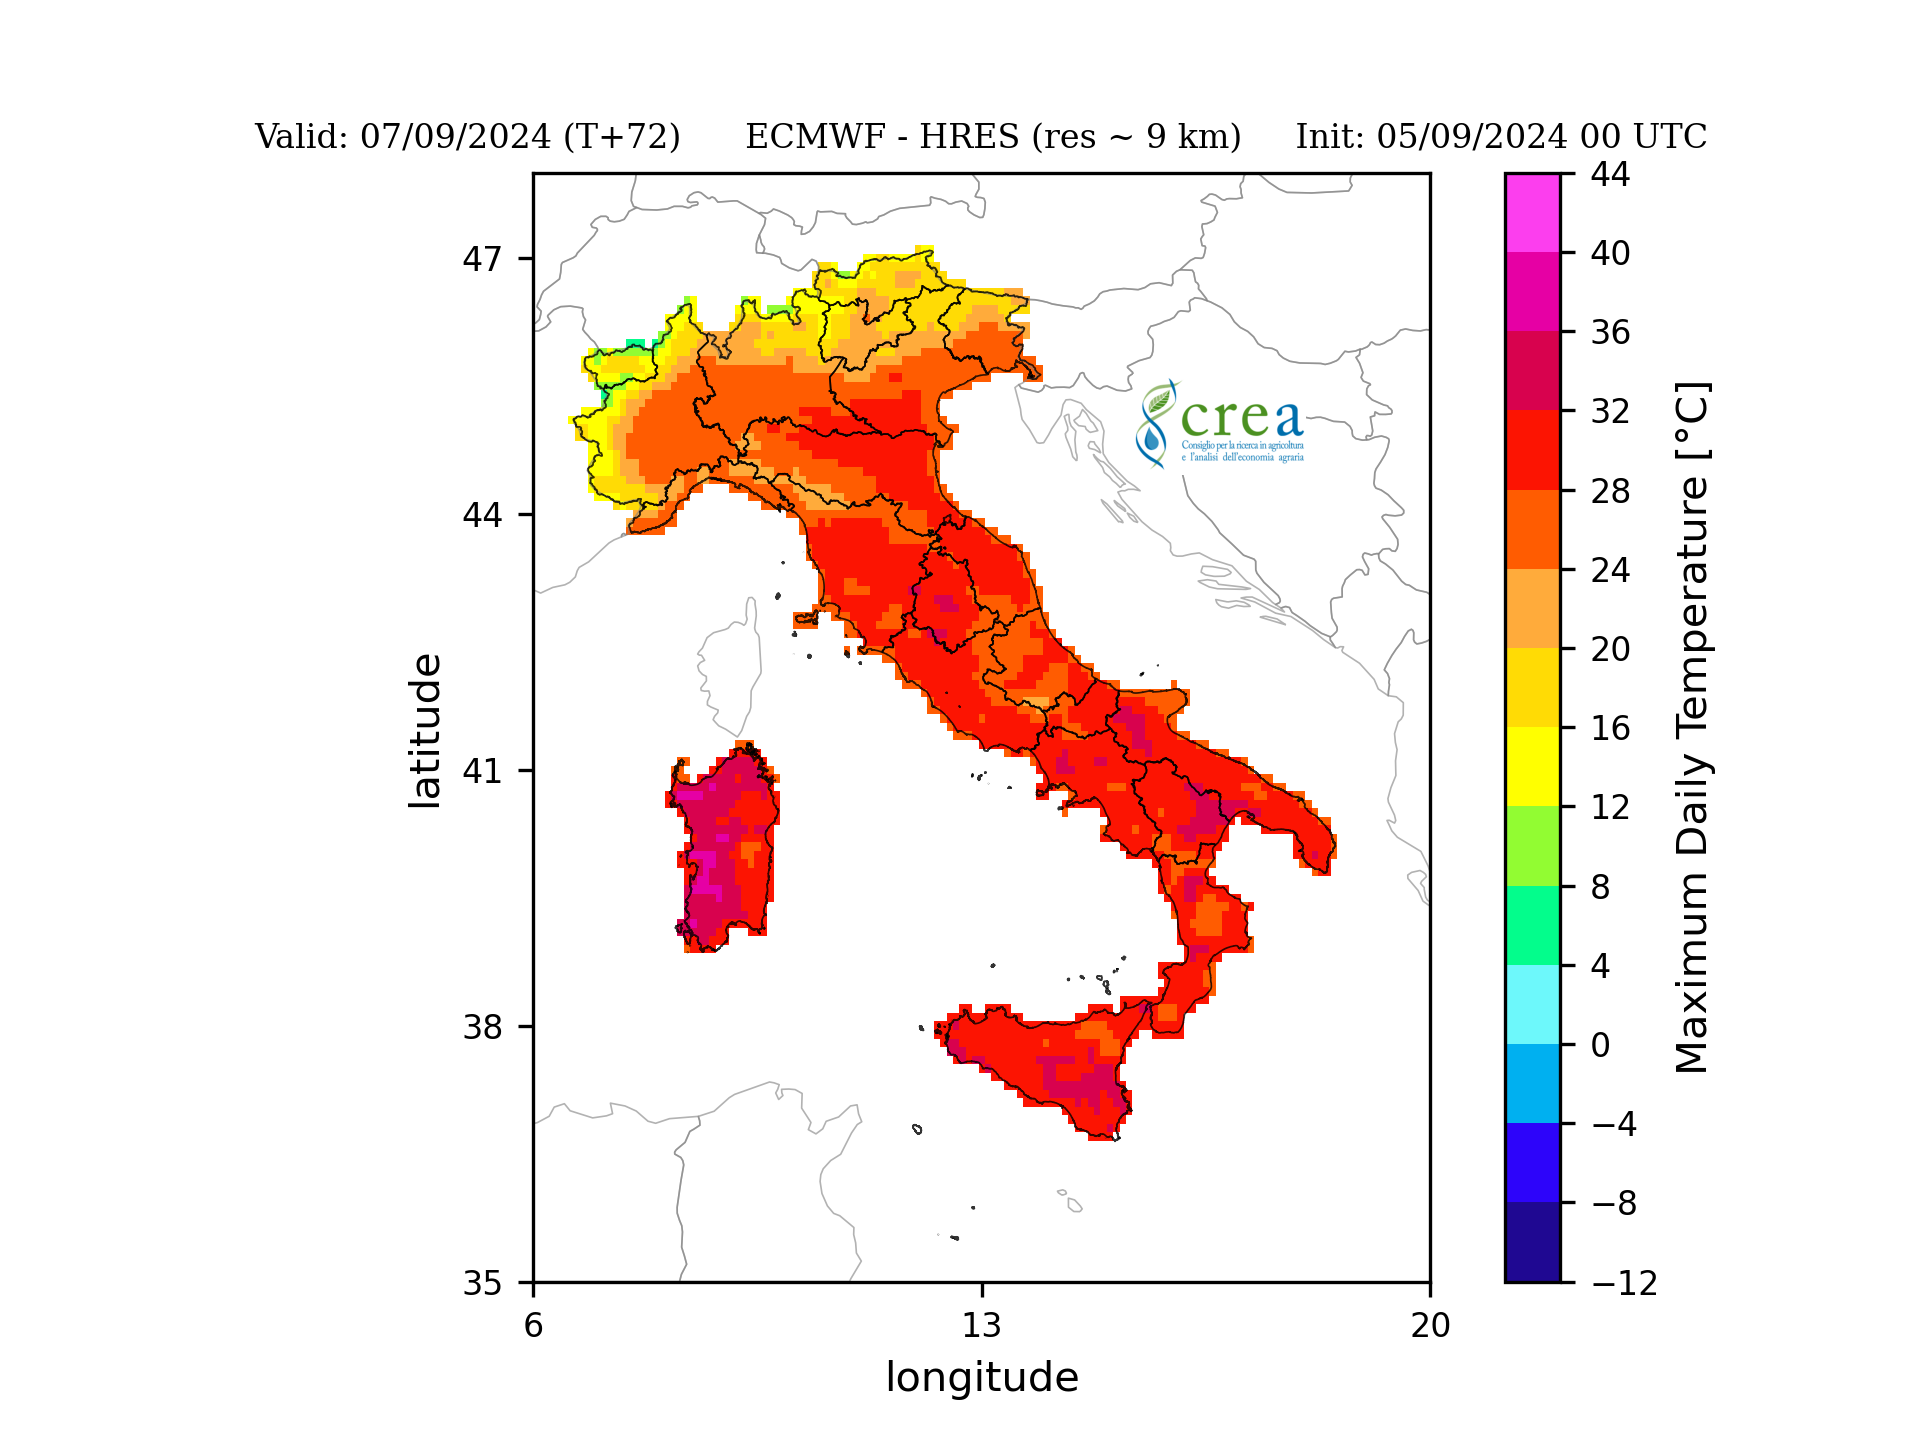 Valid: 07/09/2024 (T+72) ECMWF - HRES (res ~ 9 km) Init: 05/09/2024 00 UTC
47
44
41
38
35
6 13 20
longitude
latitude
crea
Consiglio per la ricerca in agricoltura
e l'analisi dell'economia agraria
44
40
36
32
28
24
20
16
12
8
4
0
−4
−8
−12
Maximum Daily Temperature [°C]